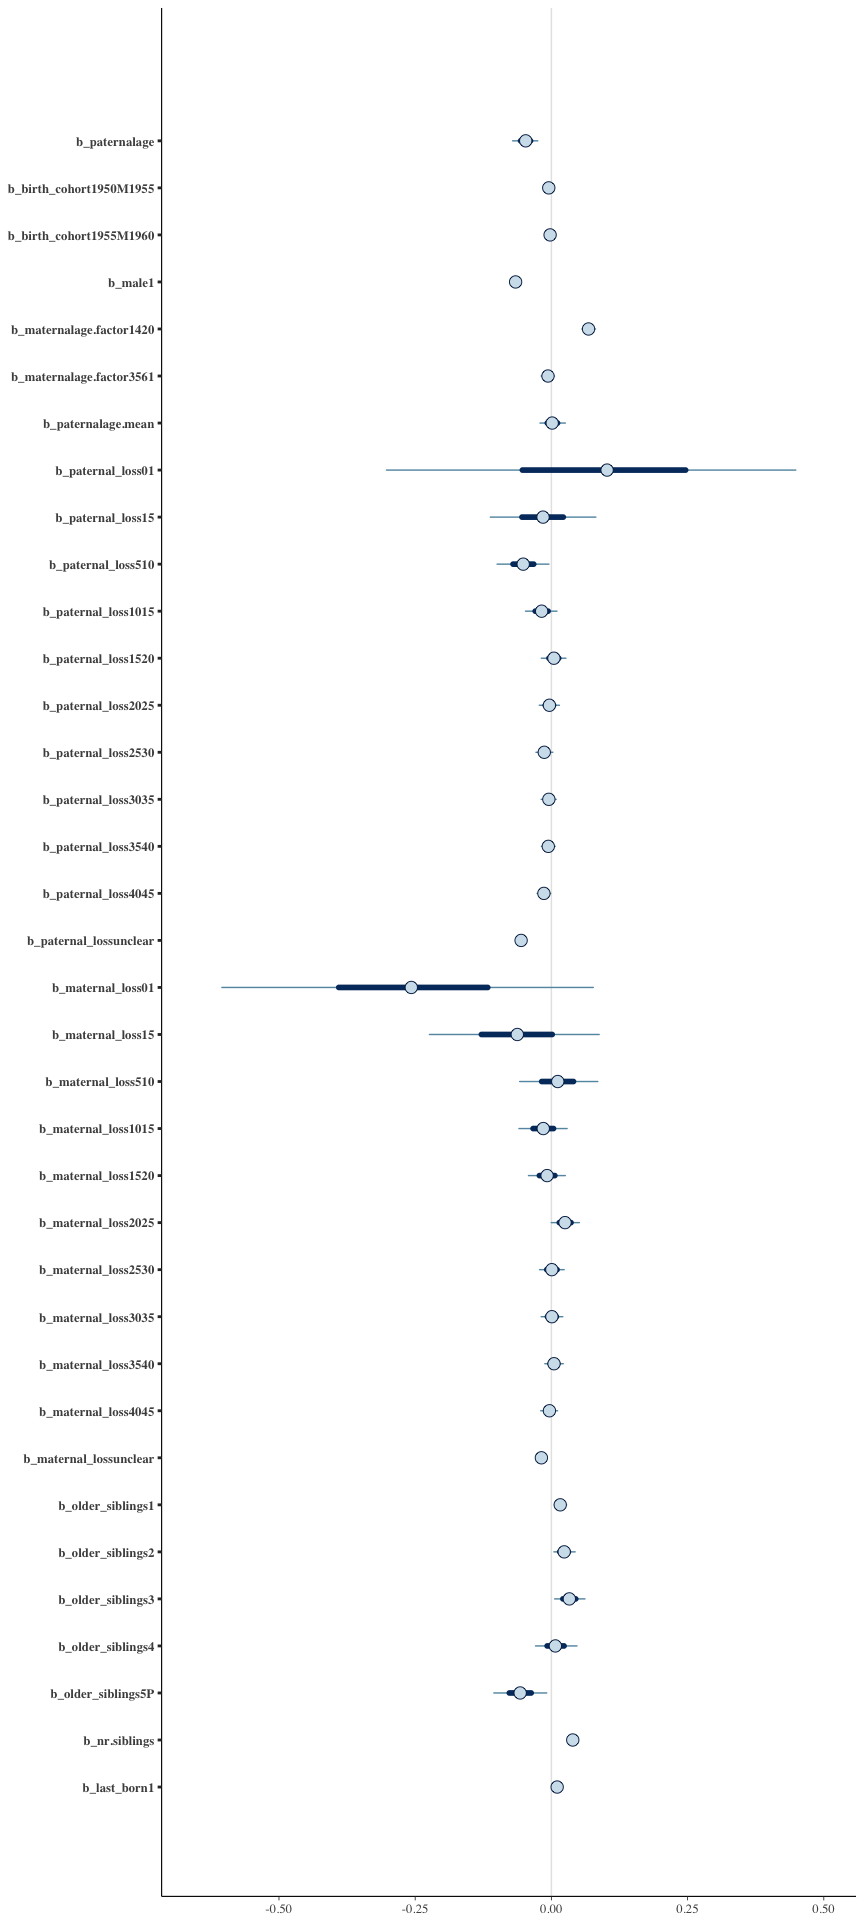 b_paternalage
b_birth_cohort1950M1955
b_birth_cohort1955M1960
b_male1
b_maternalage.factor1420
b_maternalage.factor3561
b_paternalage.mean
b_paternal_loss01
b_paternal_loss15
b_paternal_loss510
b_paternal_loss1015
b_paternal_loss1520
b_paternal_loss2025
b_paternal_loss2530
b_paternal_loss3035
b_paternal_loss3540
b_paternal_loss4045
b_paternal_lossunclear
b_maternal_loss01
b_maternal_loss15
b_maternal_loss510
b_maternal_loss1015
b_maternal_loss1520
b_maternal_loss2025
b_maternal_loss2530
b_maternal_loss3035
b_maternal_loss3540
b_maternal_loss4045
b_maternal_lossunclear
b_older_siblings1
b_older_siblings2
b_older_siblings3
b_older_siblings4
b_older_siblings5P
b_nr.siblings
b_last_born1
-0.50 -0.25 0.00 0.25 0.50